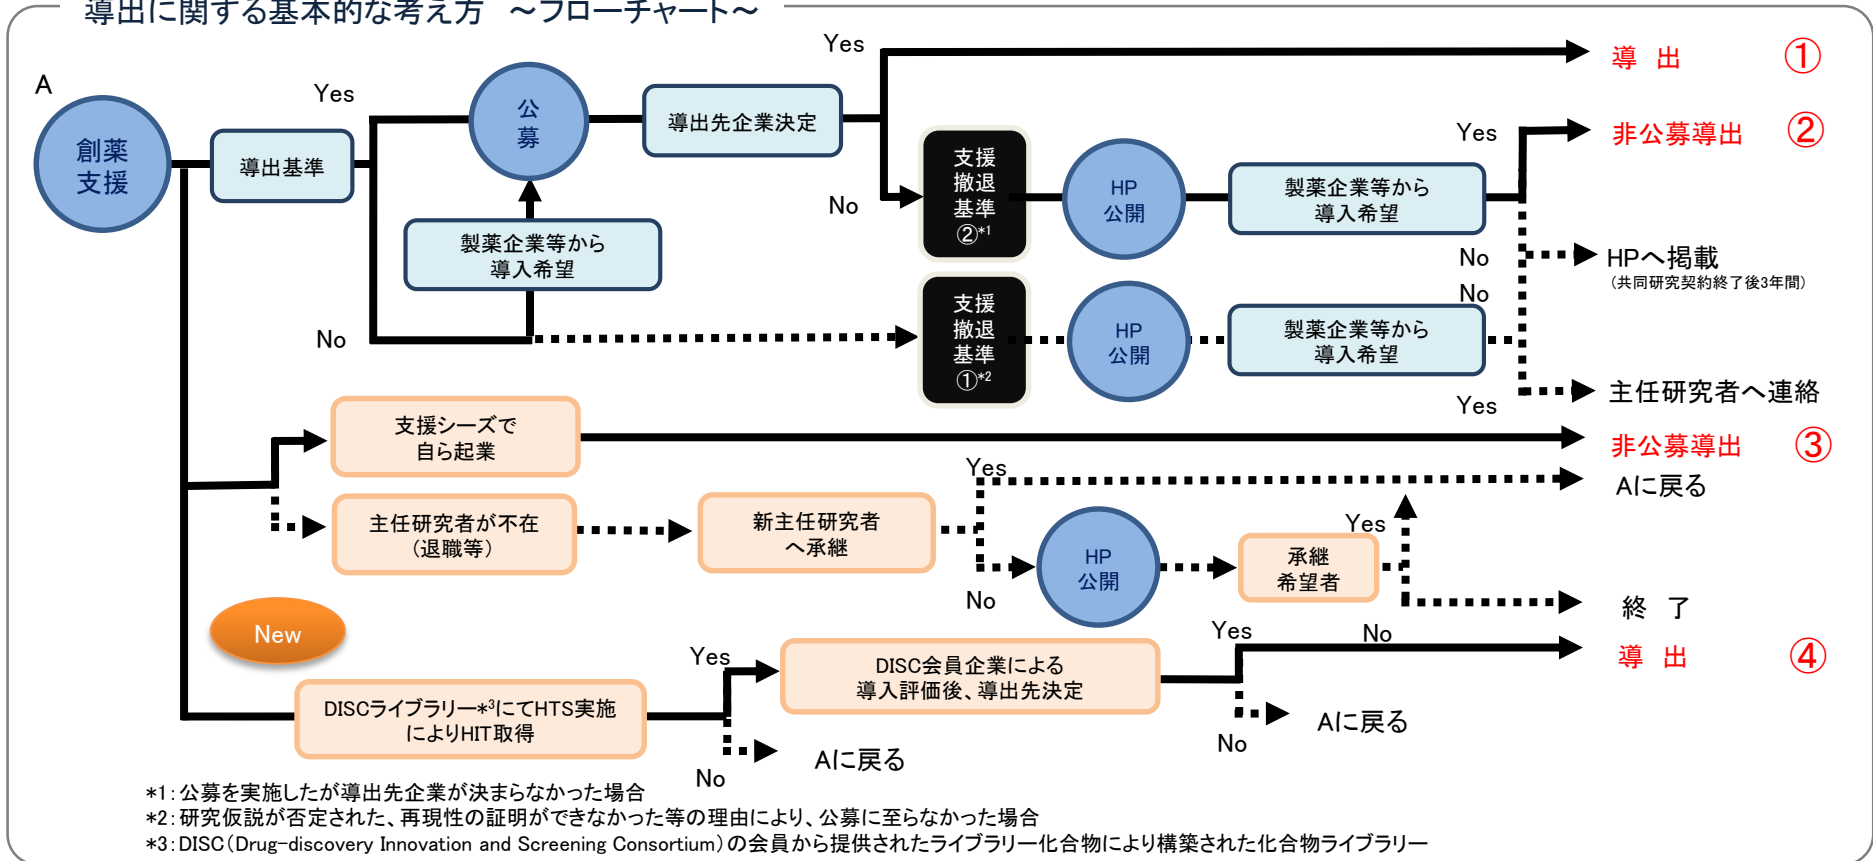 導出に関する基本的な考え方 ～フローチャート～
A
創薬
支援
導出基準
Yes
No
公
募
製薬企業等から
導入希望
導出先企業決定
Yes
No
導 出 ①
支援
撤退
基準
②*1
HP
公開
製薬企業等から
導入希望
Yes
No
非公募導出 ②
HPへ掲載
(共同研究契約終了後3年間)
支援
撤退
基準
①*2
HP
公開
製薬企業等から
導入希望
No
Yes
主任研究者へ連絡
支援シーズで
自ら起業
非公募導出 ③
主任研究者が不在
(退職等)
新主任研究者
へ承継
Yes
No
Aに戻る
HP
公開
承継
希望者
Yes
No
終 了
New
DISCライブラリー*3にてHTS実施
によりHIT取得
Yes
No
Aに戻る
DISC会員企業による
導入評価後、導出先決定
Yes
No
Aに戻る
導 出 ④
*1：公募を実施したが導出先企業が決まらなかった場合
*2：研究仮説が否定された、再現性の証明ができなかった等の理由により、公募に至らなかった場合
*3：DISC（Drug-discovery Innovation and Screening Consortium）の会員から提供されたライブラリー化合物により構築された化合物ライブラリー